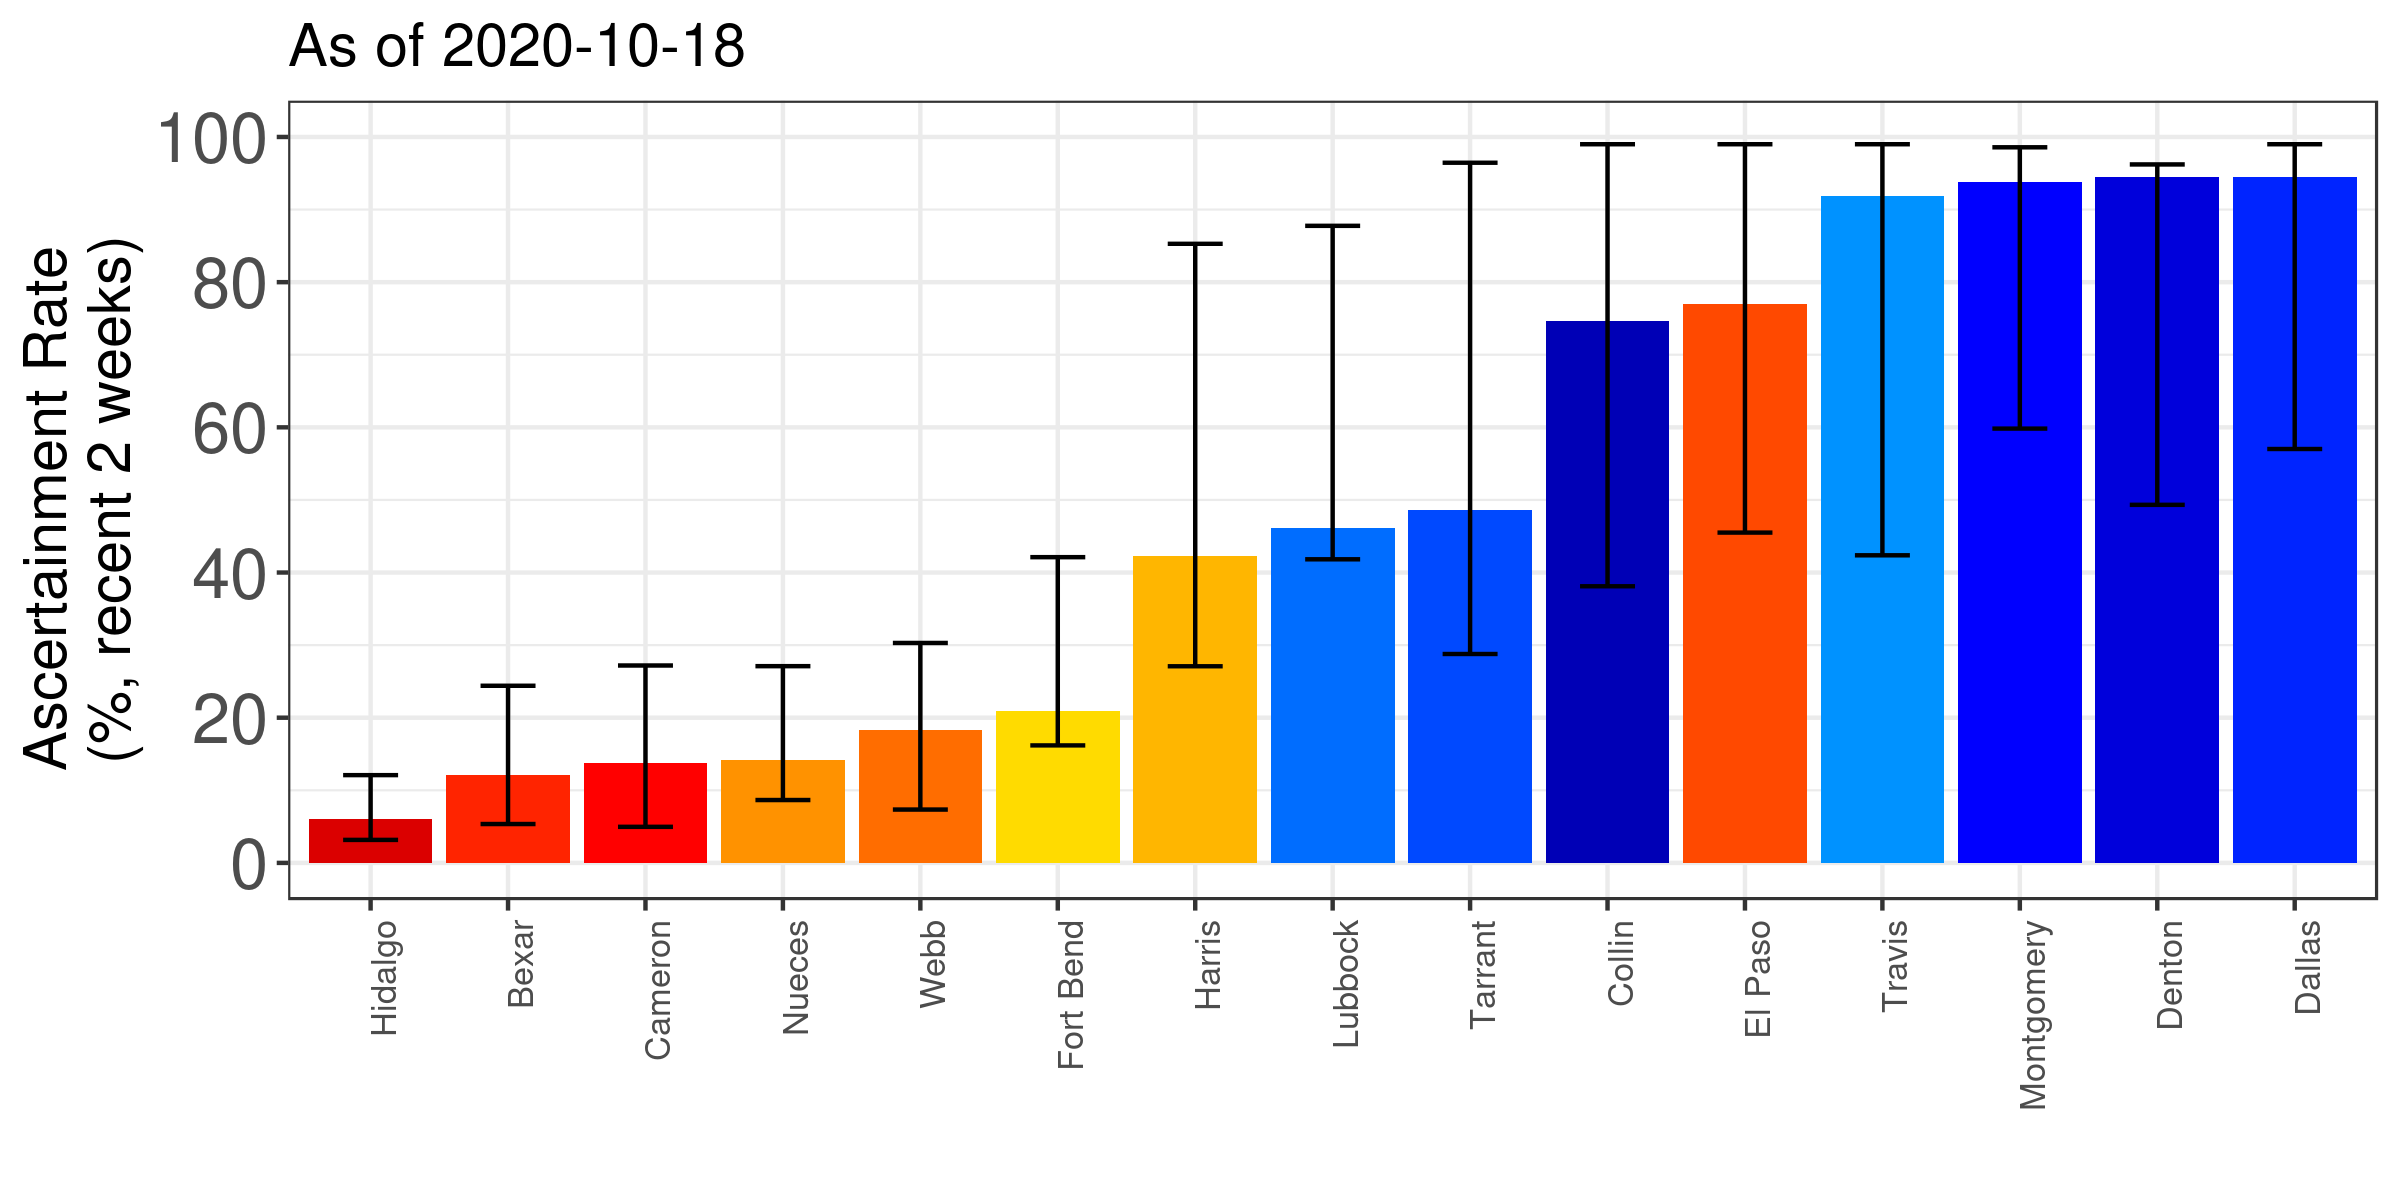 As of 2020-10-18
Ascertainment Rate
(%, recent 2 weeks)
100
80
60
40
20
0
Hidalgo
Bexar
Cameron
Nueces
Webb
Fort Bend
Harris
Lubbock
Tarrant
Collin
El Paso
Travis
Montgomery
Denton
Dallas